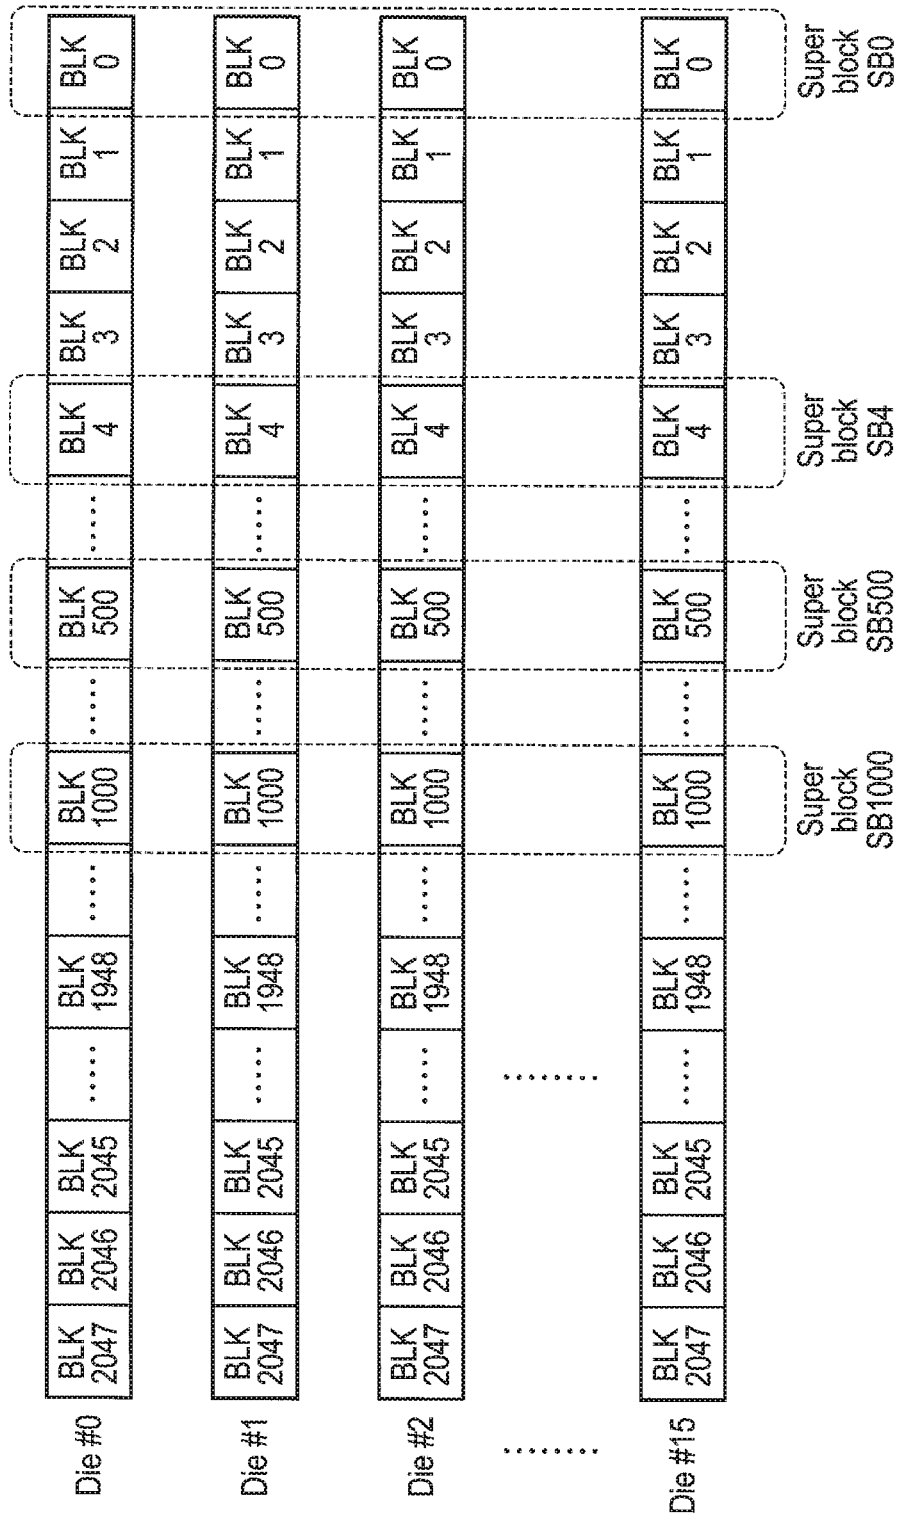 Die #0 BLK 2047 BLK 2046 BLK 2045 ..... BLK 1948 ..... BLK 1000 ..... BLK 500 ..... BLK 4 BLK 3 BLK 2 BLK 1 BLK 0
Die #1 BLK 2047 BLK 2046 BLK 2045 ..... BLK 1948 ..... BLK 1000 ..... BLK 500 ..... BLK 4 BLK 3 BLK 2 BLK 1 BLK 0
Die #2 BLK 2047 BLK 2046 BLK 2045 ..... BLK 1948 ..... BLK 1000 ..... BLK 500 ..... BLK 4 BLK 3 BLK 2 BLK 1 BLK 0
Die #15 BLK 2047 BLK 2046 BLK 2045 ..... BLK 1948 ..... BLK 1000 ..... BLK 500 ..... BLK 4 BLK 3 BLK 2 BLK 1 BLK 0
Super
block
SB1000
Super
block
SB500
Super
block
SB4
Super
block
SB0